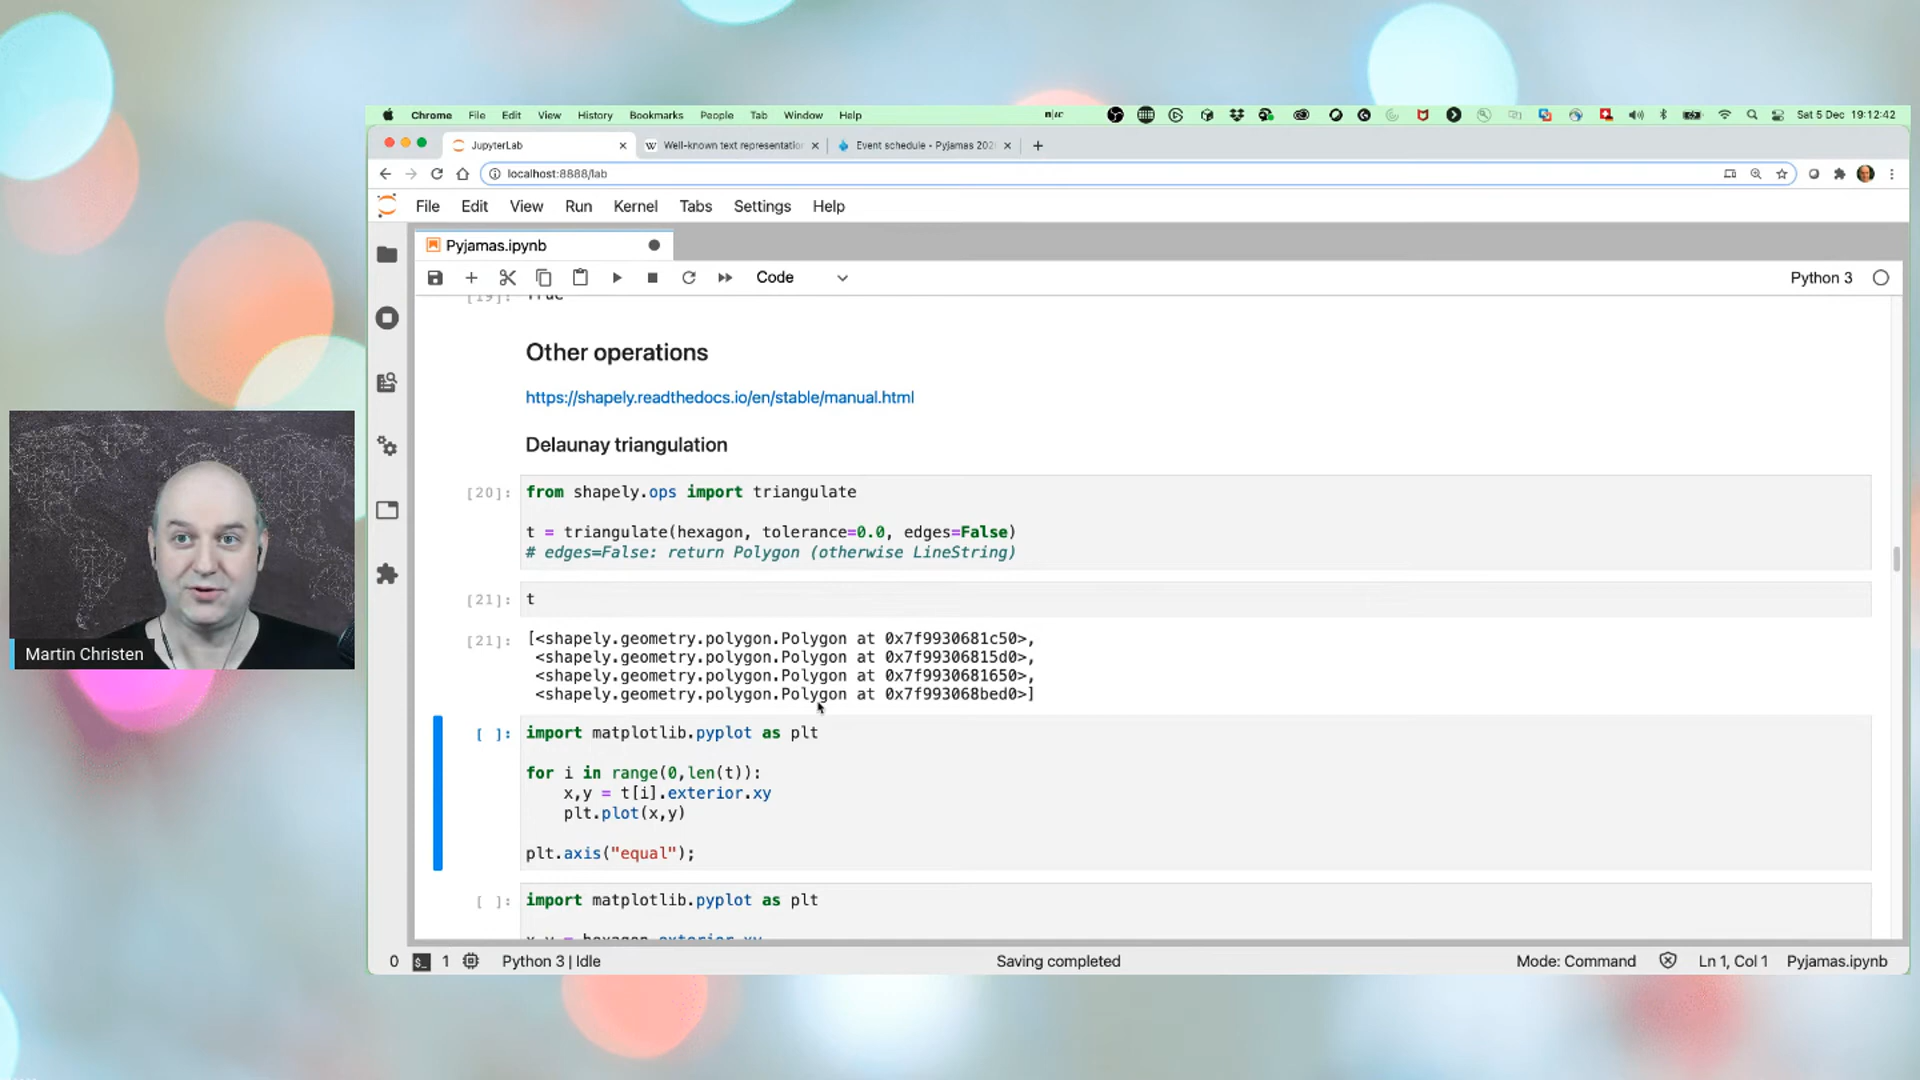 Chrome File Edit View History Bookmarks People Tab Window Help
Sat 5 Dec 19:12:42
JupyterLab
Well-known text representation
Event schedule - Pyjamas 202
localhost:8888/lab
File Edit View Run Kernel Tabs Settings Help
Pyjamas.ipynb
Code
Python 3
[19]: True
Other operations
https://shapely.readthedocs.io/en/stable/manual.html
Delaunay triangulation
[20]: from shapely.ops import triangulate
t = triangulate(hexagon, tolerance=0.0, edges=False)
# edges=False: return Polygon (otherwise LineString)
[21]: t
[21]: [<shapely.geometry.polygon.Polygon at 0x7f9930681c50>,
<shapely.geometry.polygon.Polygon at 0x7f99306815d0>,
<shapely.geometry.polygon.Polygon at 0x7f9930681650>,
<shapely.geometry.polygon.Polygon at 0x7f993068bed0>]
[ ]: import matplotlib.pyplot as plt
for i in range(0,len(t)):
x,y = t[i].exterior.xy
plt.plot(x,y)
plt.axis("equal");
[ ]: import matplotlib.pyplot as plt
x,y = hexagon.exterior.xy
0 $_ 1 Python 3 | Idle Saving completed Mode: Command Ln 1, Col 1 Pyjamas.ipynb
Martin Christen